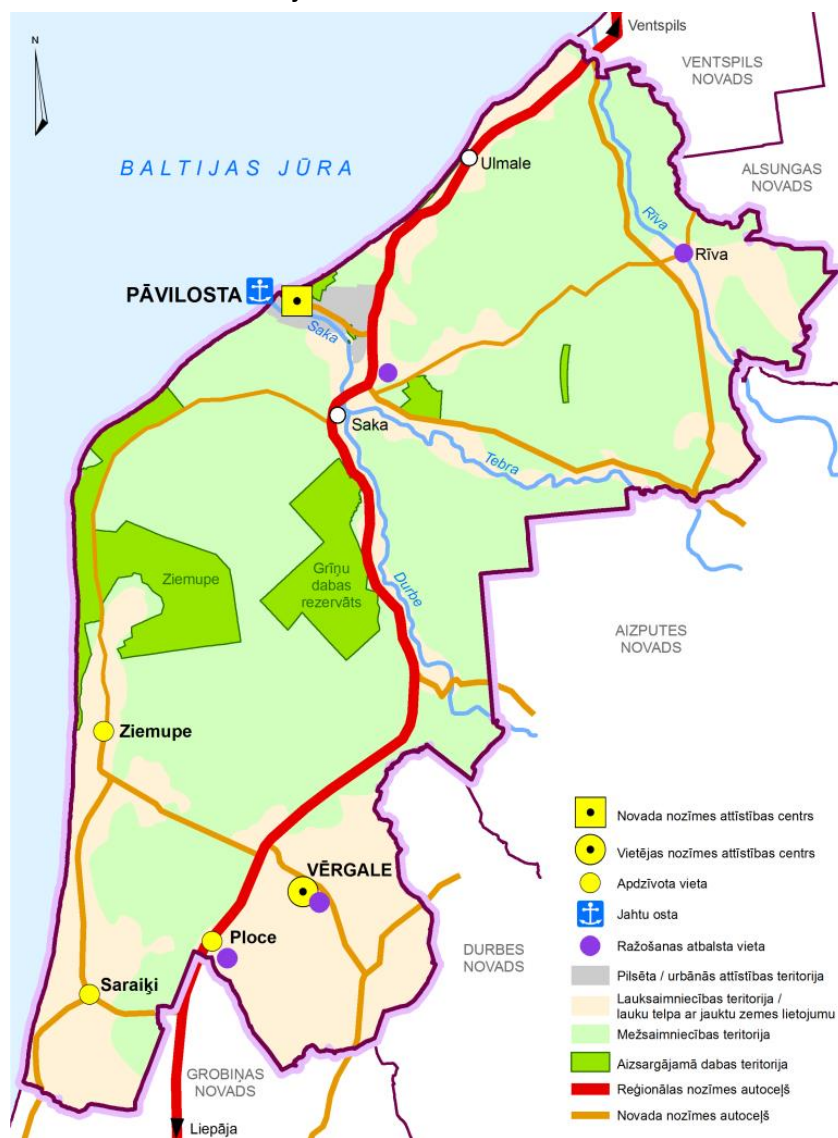 N
Ventspils
VENTSPILS
NOVADS
BALTIJAS JŪRA
Ulmale
ALSUNGAS
NOVADS
Rīva
Rīva
PĀVILOSTA
Saka
Saka
Tebra
Ziemupe
Grīņu
dabas
rezervāts
Durbe
AIZPUTES
NOVADS
Ziemupe
VĒRGALE
Ploce
DURBES
NOVADS
Saraiķi
GROBIŅAS
NOVADS
Liepāja
Novada nozīmes attīstības centrs
Vietējas nozīmes attīstības centrs
Apdzīvota vieta
Jahtu osta
Ražošanas atbalsta vieta
Pilsēta / urbānās attīstības teritorija
Lauksaimniecības teritorija /
lauku telpa ar jauktu zemes lietojumu
Mežsaimniecības teritorija
Aizsargājamā dabas teritorija
Reģionālas nozīmes autoceļš
Novada nozīmes autoceļš